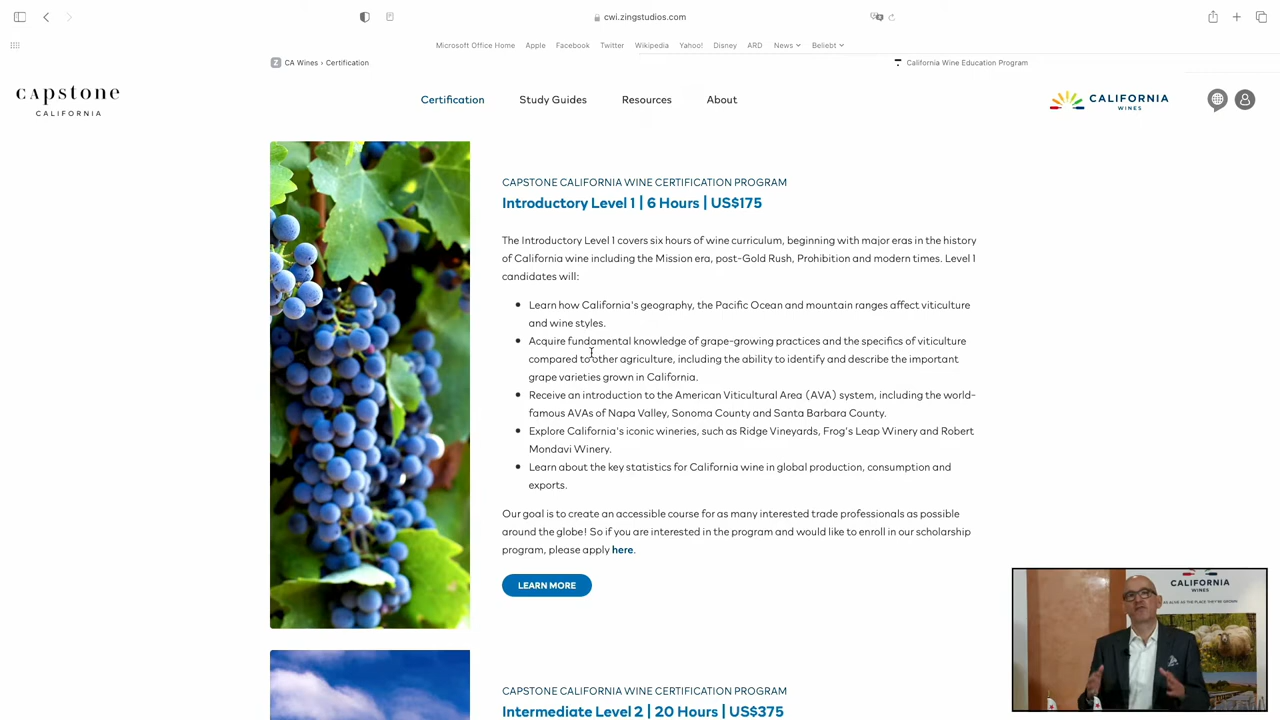 cwi.zingstudios.com
Microsoft Office Home Apple Facebook Twitter Wikipedia Yahoo! Disney ARD News Beliebt
Z CA Wines › Certification
California Wine Education Program
capstone
CALIFORNIA
Certification Study Guides Resources About
CALIFORNIA
WINES
CAPSTONE CALIFORNIA WINE CERTIFICATION PROGRAM
Introductory Level 1 | 6 Hours | US$175
The Introductory Level 1 covers six hours of wine curriculum, beginning with major eras in the history
of California wine including the Mission era, post-Gold Rush, Prohibition and modern times. Level 1
candidates will:
• Learn how California's geography, the Pacific Ocean and mountain ranges affect viticulture
and wine styles.
• Acquire fundamental knowledge of grape-growing practices and the specifics of viticulture
compared to other agriculture, including the ability to identify and describe the important
grape varieties grown in California.
• Receive an introduction to the American Viticultural Area (AVA) system, including the world-
famous AVAs of Napa Valley, Sonoma County and Santa Barbara County.
• Explore California's iconic wineries, such as Ridge Vineyards, Frog's Leap Winery and Robert
Mondavi Winery.
• Learn about the key statistics for California wine in global production, consumption and
exports.
Our goal is to create an accessible course for as many interested trade professionals as possible
around the globe! So if you are interested in the program and would like to enroll in our scholarship
program, please apply here.
LEARN MORE
CALIFORNIA
WINES
CAPSTONE CALIFORNIA WINE CERTIFICATION PROGRAM
Intermediate Level 2 | 20 Hours | US$375